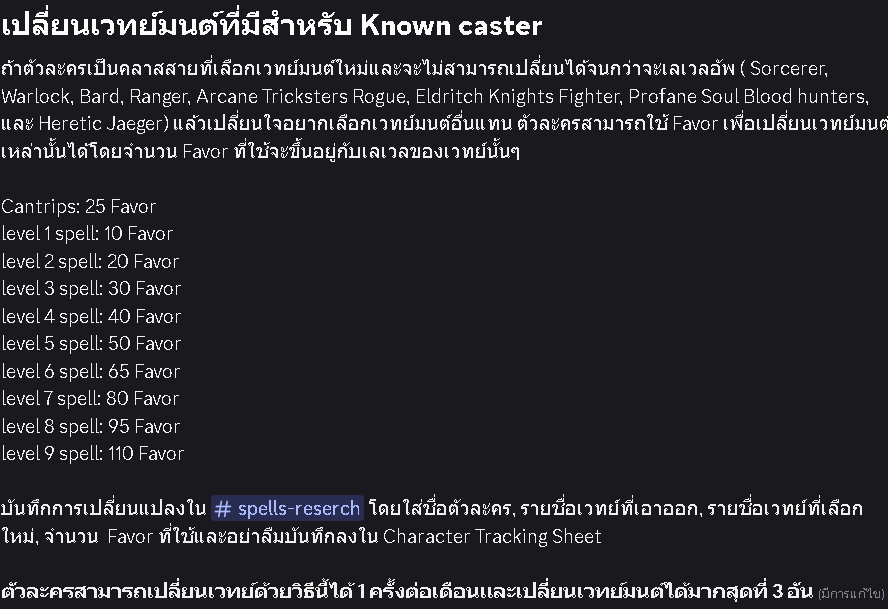 เปลี่ยนเวทย์มนต์ที่มีสำหรับ Known caster
ถ้าตัวละครเป็นคลาสสายที่เลือกเวทย์มนต์ใหม่และจะไม่สามารถเปลี่ยนได้จนกว่าจะเลเวลอัพ ( Sorcerer,
Warlock, Bard, Ranger, Arcane Tricksters Rogue, Eldritch Knights Fighter, Profane Soul Blood hunters,
และ Heretic Jaeger) แล้วเปลี่ยนใจอยากเลือกเวทย์มนต์อื่นแทน ตัวละครสามารถใช้ Favor เพื่อเปลี่ยนเวทย์มนต์
เหล่านั้นได้โดยจำนวน Favor ที่ใช้จะขึ้นอยู่กับเลเวลของเวทย์นั้นๆ
Cantrips: 25 Favor
level 1 spell: 10 Favor
level 2 spell: 20 Favor
level 3 spell: 30 Favor
level 4 spell: 40 Favor
level 5 spell: 50 Favor
level 6 spell: 65 Favor
level 7 spell: 80 Favor
level 8 spell: 95 Favor
level 9 spell: 110 Favor
บันทึกการเปลี่ยนแปลงใน # spells-reserch โดยใส่ชื่อตัวละคร, รายชื่อเวทย์ที่เอาออก, รายชื่อเวทย์ที่เลือก
ใหม่, จำนวน Favor ที่ใช้และอย่าลืมบันทึกลงใน Character Tracking Sheet
ตัวละครสามารถเปลี่ยนเวทย์ด้วยวิธีนี้ได้ 1 ครั้งต่อเดือนและเปลี่ยนเวทย์มนต์ได้มากสุดที่ 3 อัน (มีการแก้ไข)